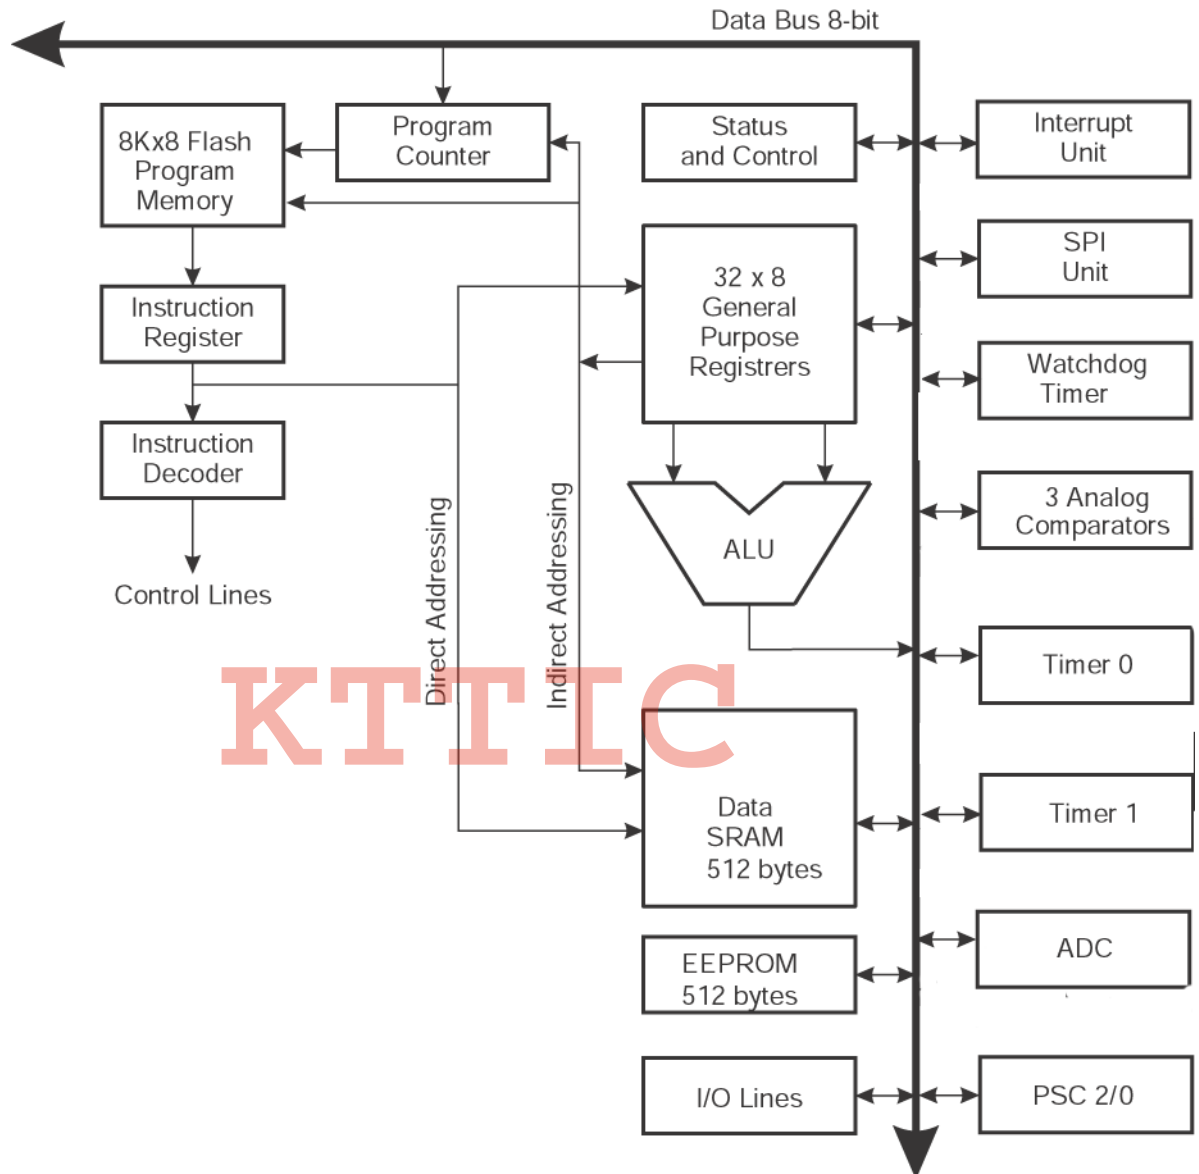 Data Bus 8-bit
8Kx8 Flash
Program
Memory
Program
Counter
Status
and Control
Interrupt
Unit
SPI
Unit
32 x 8
General
Purpose
Registrers
Instruction
Register
Watchdog
Timer
Instruction
Decoder
3 Analog
Comparators
ALU
Control Lines
Direct Addressing
Indirect Addressing
Timer 0
KTTIC
Data
SRAM
512 bytes
Timer 1
EEPROM
512 bytes
ADC
I/O Lines
PSC 2/0